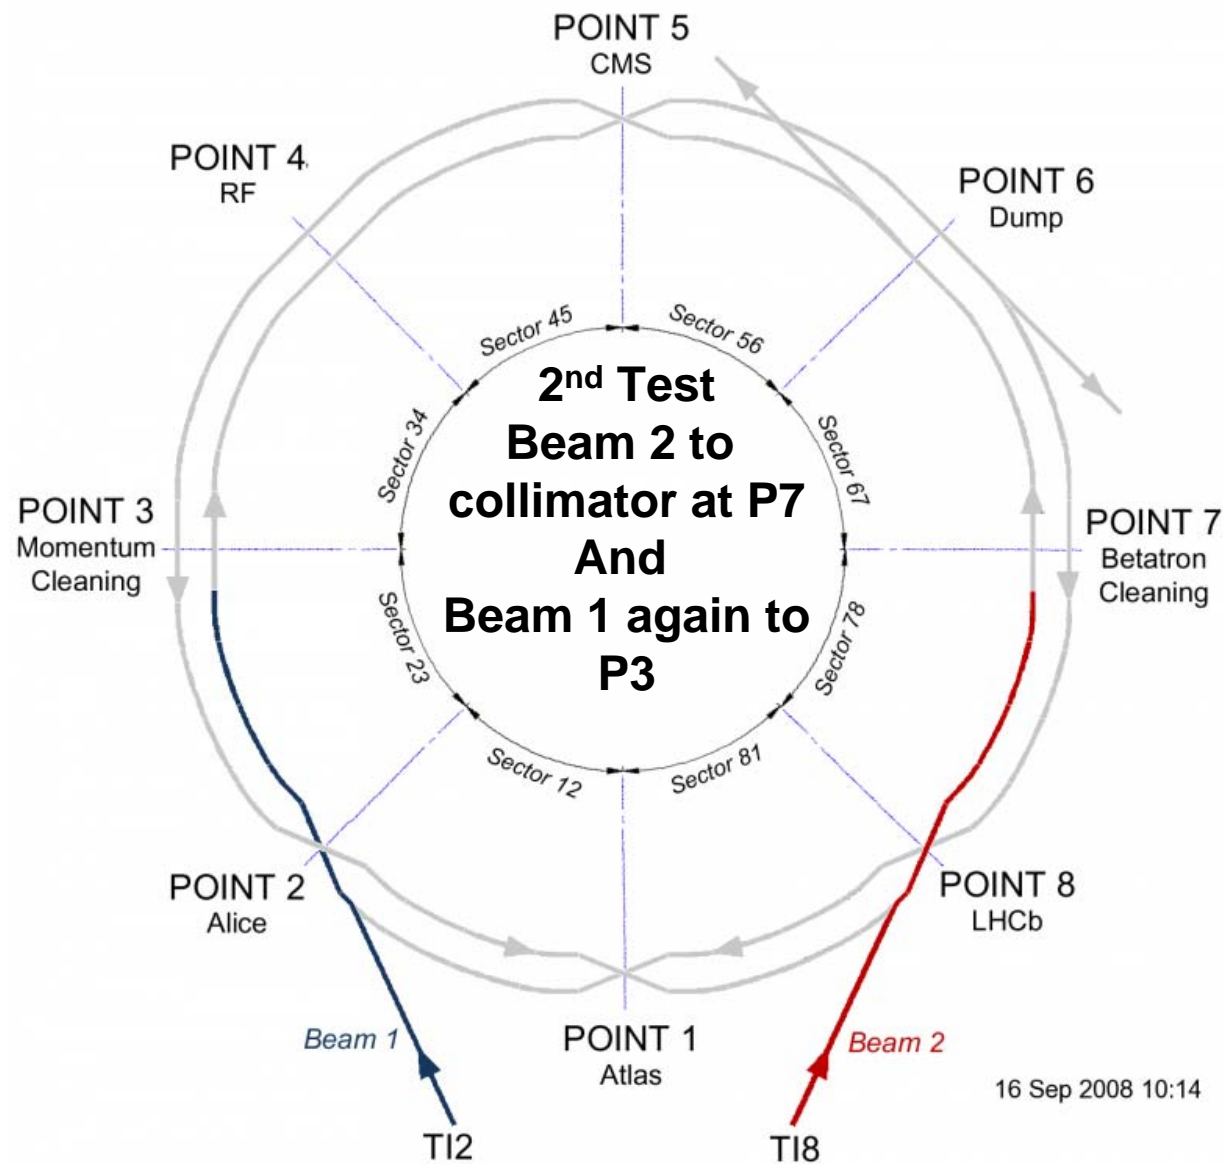 POINT 5
CMS
POINT 4
RF
POINT 6
Dump
Sector 45
Sector 56
2nd Test
Beam 2 to
collimator at P7
And
Beam 1 again to
P3
Sector 34
Sector 67
POINT 3
Momentum
Cleaning
POINT 7
Betatron
Cleaning
Sector 23
Sector 78
Sector 12
Sector 81
POINT 2
Alice
POINT 8
LHCb
Beam 1
POINT 1
Atlas
Beam 2
16 Sep 2008 10:14
TI2
TI8